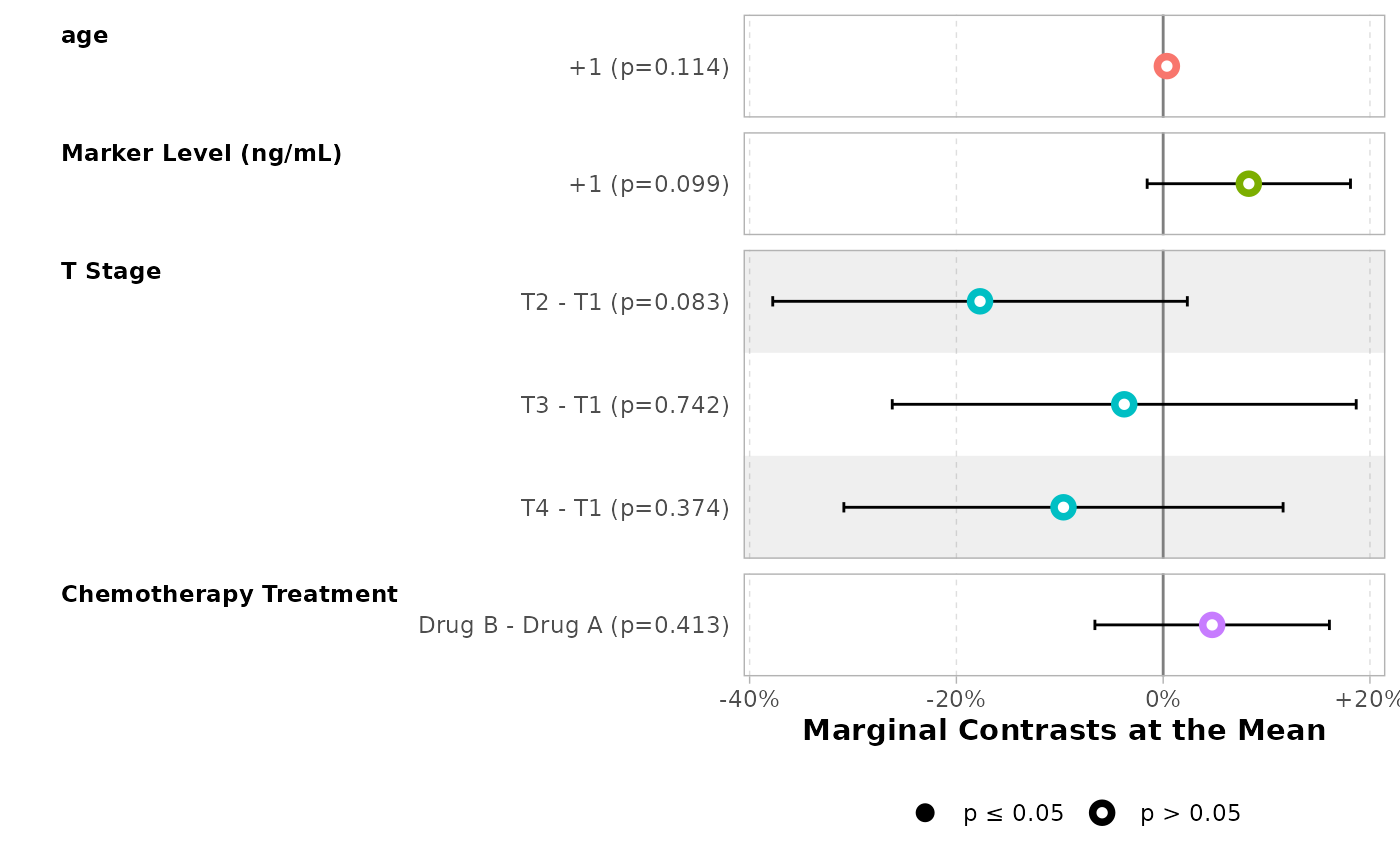 age
+1 (p=0.114)
Marker Level (ng/mL)
+1 (p=0.099)
T Stage
T2 - T1 (p=0.083)
T3 - T1 (p=0.742)
T4 - T1 (p=0.374)
Chemotherapy Treatment
Drug B - Drug A (p=0.413)
-40% -20% 0% +20%
Marginal Contrasts at the Mean
p ≤ 0.05 p > 0.05